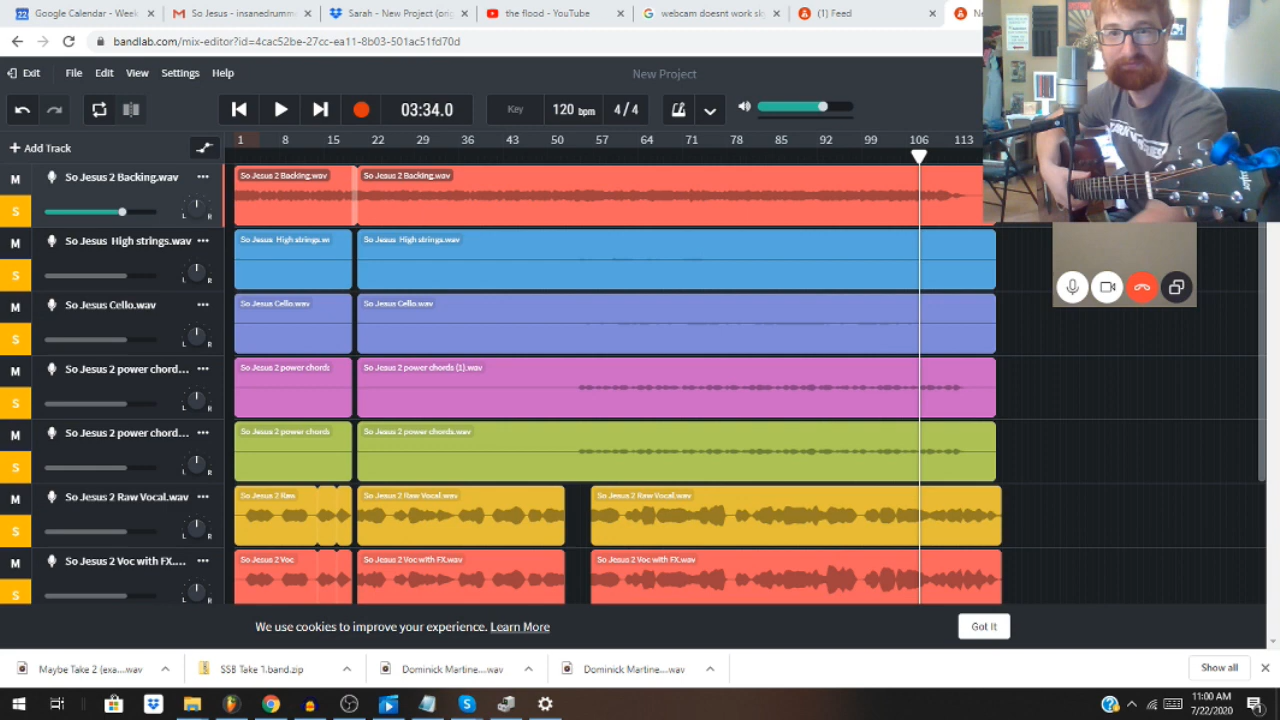 22 Google Calendar - Week
So Jesus - insanedrumm
Sarah - New Project (ori
the flood - YouTube
webcam doesnt work sk
(1) Feed
bandlab.com/mix-editor?id=4cac52be-272c-ea11-8b03-501ac51fd70d
Exit
File
Edit
View
Settings
Help
New Project
03:34.0
Key
120 bpm
4/4
Add Track
1 8 15 22 29 36 43 50 57 64 71 78 85 92 99 106 113
M So Jesus 2 Backing.wav
S
L R
So Jesus 2 Backing.wav
So Jesus 2 Backing.wav
M So Jesus High strings.wav
S
L R
So Jesus High strings.w
So Jesus High strings.wav
M So Jesus Cello.wav
S
L R
So Jesus Cello.wav
So Jesus Cello.wav
M So Jesus 2 power chord...
S
L R
So Jesus 2 power chords
So Jesus 2 power chords (1).wav
M So Jesus 2 power chord...
S
L R
So Jesus 2 power chords
So Jesus 2 power chords.wav
M So Jesus 2 Raw Vocal.wav
S
L R
So Jesus 2 Raw
So Jesus 2 Raw Vocal.wav
So Jesus 2 Raw Vocal.wav
M So Jesus 2 Voc with FX....
S
L R
So Jesus 2 Voc
So Jesus 2 Voc with FX.wav
So Jesus 2 Voc with FX.wav
We use cookies to improve your experience. Learn More
Got It
Maybe Take 2 (exa....wav
SSB Take 1.band.zip
Dominick Martine....wav
Dominick Martine....wav
Show all
11:00 AM
7/22/2020